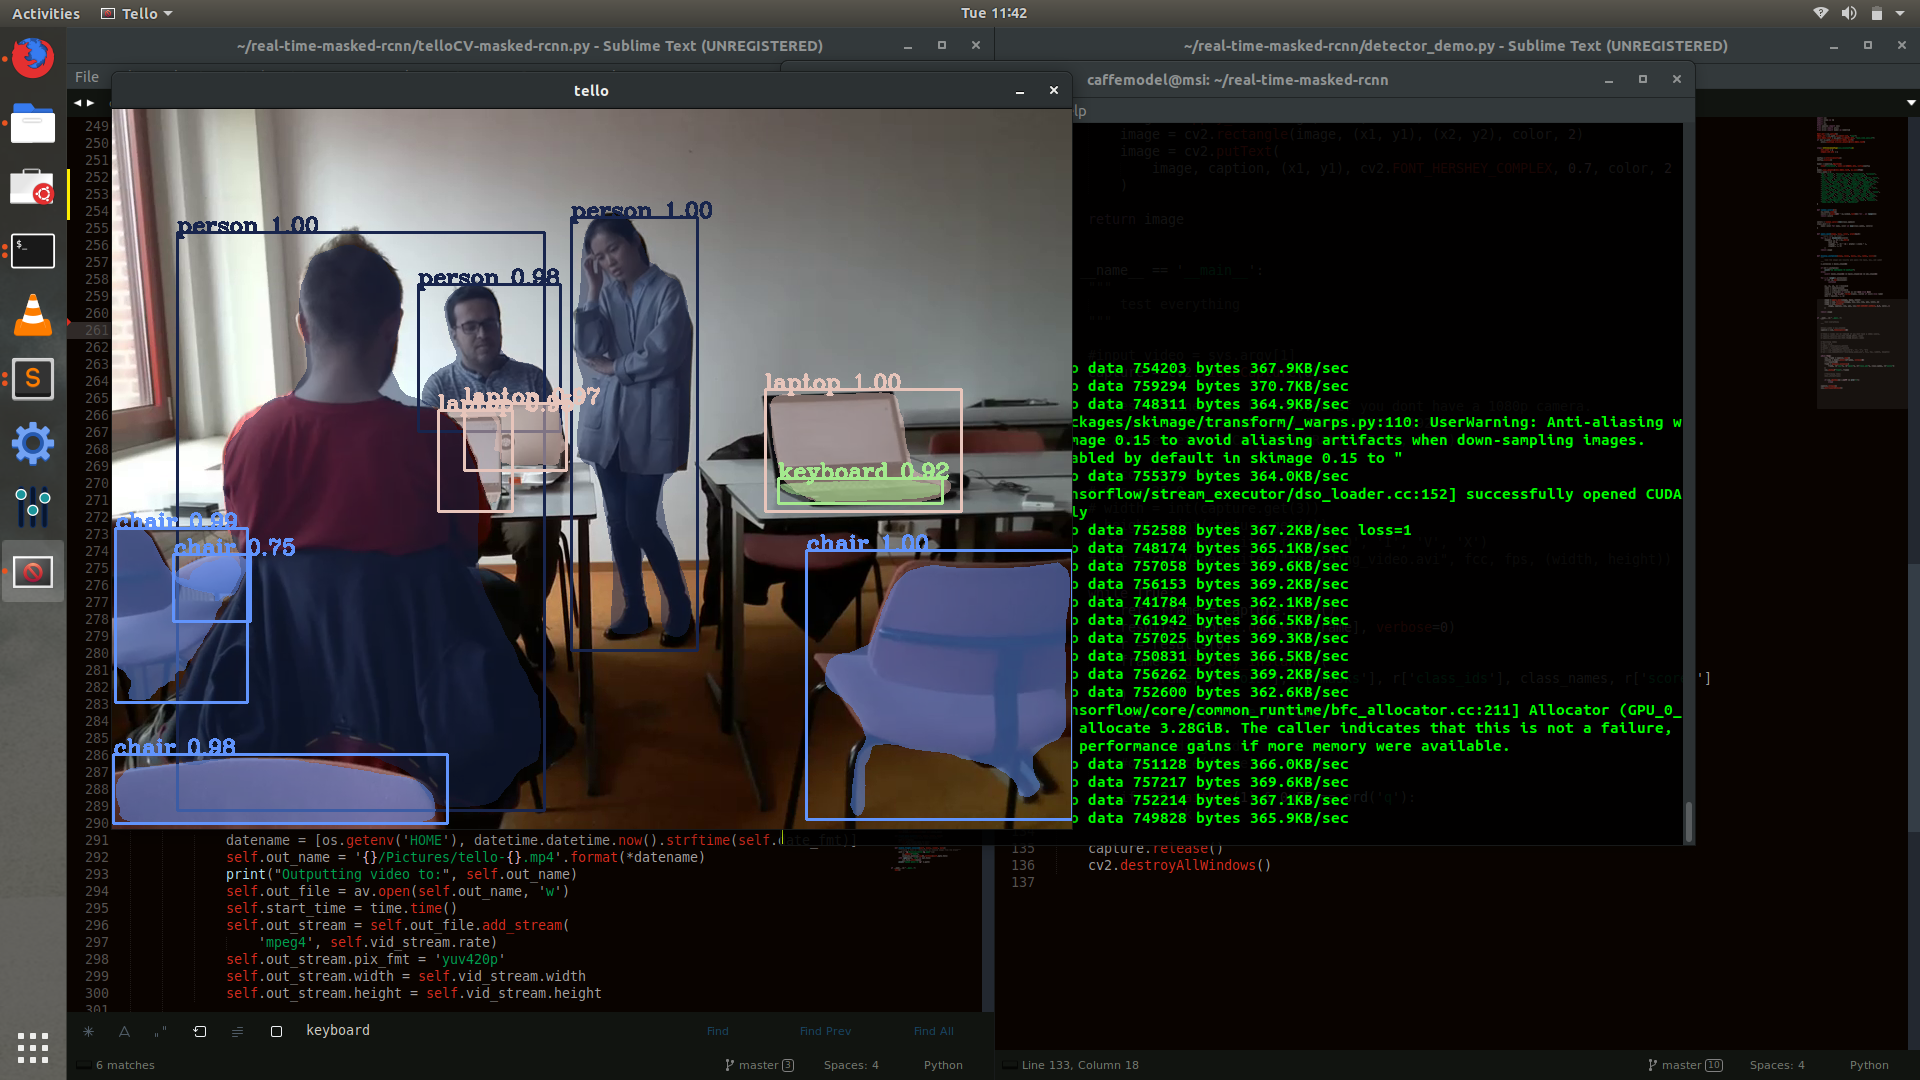 Activities
Tello
Tue 11:42
~/real-time-masked-rcnn/telloCV-masked-rcnn.py - Sublime Text (UNREGISTERED)
~/real-time-masked-rcnn/detector_demo.py - Sublime Text (UNREGISTERED)
File
tello
caffemodel@msi: ~/real-time-masked-rcnn
lp
person 1.00
person 1.00
person 0.98
laptop 0.97
laptop 1.00
keyboard 0.92
chair 0.99
chair 0.75
chair 1.00
chair 0.98
249
250
251
252
253
254
255
256
257
258
259
260
261
262
263
264
265
266
267
268
269
270
271
272
273
274
275
276
277
278
279
280
281
282
283
284
285
286
287
288
289
290
image = cv2.rectangle(image, (x1, y1), (x2, y2), color, 2)
image = cv2.putText(
image, caption, (x1, y1), cv2.FONT_HERSHEY_COMPLEX, 0.7, color, 2
)
return image
__name__ == '__main__':
"""
test everything
"""
o data 754203 bytes 367.9KB/sec
o data 759294 bytes 370.7KB/sec
o data 748311 bytes 364.9KB/sec
you dont have a 1080p camera.
ckages/skimage/transform/_warps.py:110: UserWarning: Anti-aliasing w
mage 0.15 to avoid aliasing artifacts when down-sampling images.
abled by default in skimage 0.15 to "
o data 755379 bytes 364.0KB/sec
nsorflow/stream_executor/dso_loader.cc:152] successfully opened CUDA
ly
o data 752588 bytes 367.2KB/sec loss=1
o data 748174 bytes 365.1KB/sec
_video.avi", fcc, fps, (width, height))
o data 757058 bytes 369.6KB/sec
o data 756153 bytes 369.2KB/sec
o data 741784 bytes 362.1KB/sec
o data 761942 bytes 366.5KB/sec
, verbose=0)
o data 757025 bytes 369.3KB/sec
o data 750831 bytes 366.5KB/sec
o data 756262 bytes 369.2KB/sec
'], r['class_ids'], class_names, r['scor ']
o data 752600 bytes 362.6KB/sec
nsorflow/core/common_runtime/bfc_allocator.cc:211] Allocator (GPU_0_
allocate 3.28GiB. The caller indicates that this is not a failure,
performance gains if more memory were available.
o data 751128 bytes 366.0KB/sec
o data 757217 bytes 369.6KB/sec
o data 752214 bytes 367.1KB/sec
o data 749828 bytes 365.9KB/sec
291 datename = [os.getenv('HOME'), datetime.datetime.now().strftime(self.date_fmt)]
292 self.out_name = '{}/Pictures/tello-{}.mp4'.format(*datename)
293 print("Outputting video to:", self.out_name)
294 self.out_file = av.open(self.out_name, 'w')
295 self.start_time = time.time()
296 self.out_stream = self.out_file.add_stream(
297 'mpeg4', self.vid_stream.rate)
298 self.out_stream.pix_fmt = 'yuv420p'
299 self.out_stream.width = self.vid_stream.width
300 self.out_stream.height = self.vid_stream.height
301
135 capture.release()
136 cv2.destroyAllWindows()
137
keyboard
Find
Find Prev
Find All
6 matches
master 3
Spaces: 4
Python
Line 133, Column 18
master 10
Spaces: 4
Python